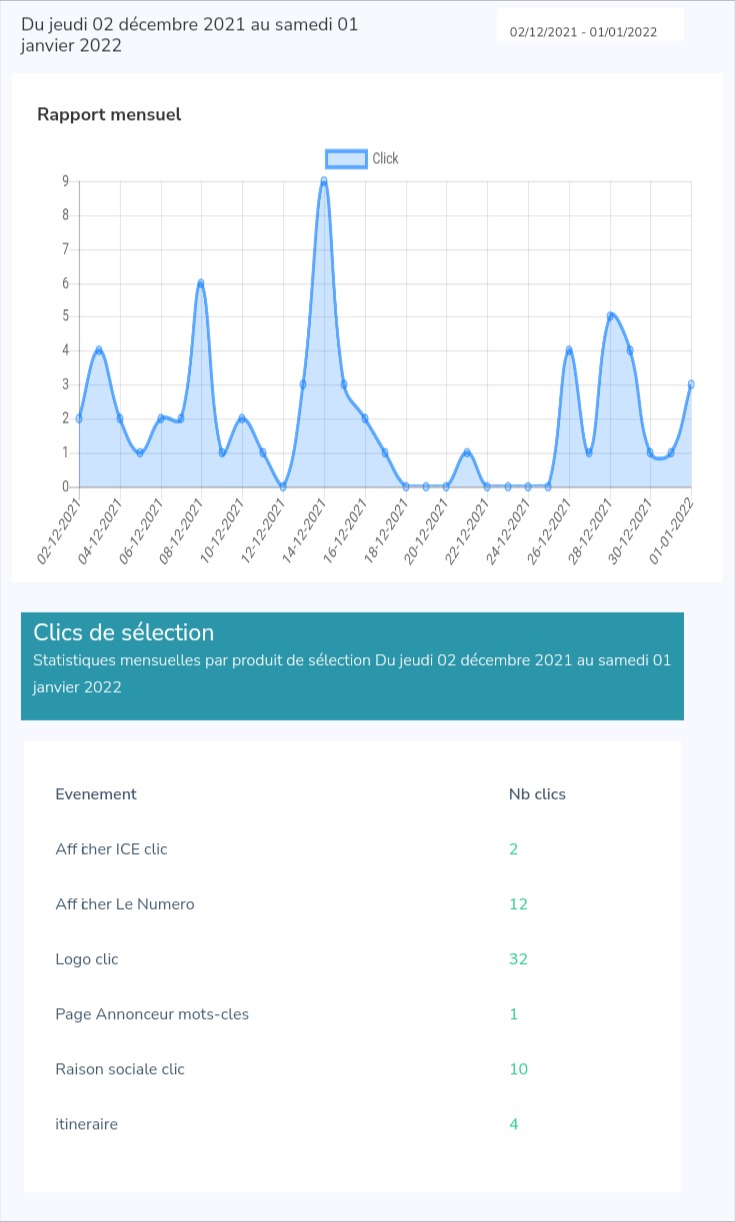 Du jeudi 02 décembre 2021 au samedi 01
janvier 2022
02/12/2021 - 01/01/2022
Rapport mensuel
Click
9
8
7
6
5
4
3
2
1
0
02-12-2021
04-12-2021
06-12-2021
08-12-2021
10-12-2021
12-12-2021
14-12-2021
16-12-2021
18-12-2021
20-12-2021
22-12-2021
24-12-2021
26-12-2021
28-12-2021
30-12-2021
01-01-2022
Clics de sélection
Statistiques mensuelles par produit de sélection Du jeudi 02 décembre 2021 au samedi 01
janvier 2022
Evenement Nb clics
Afficher ICE clic 2
Afficher Le Numero 12
Logo clic 32
Page Annonceur mots-cles 1
Raison sociale clic 10
itineraire 4